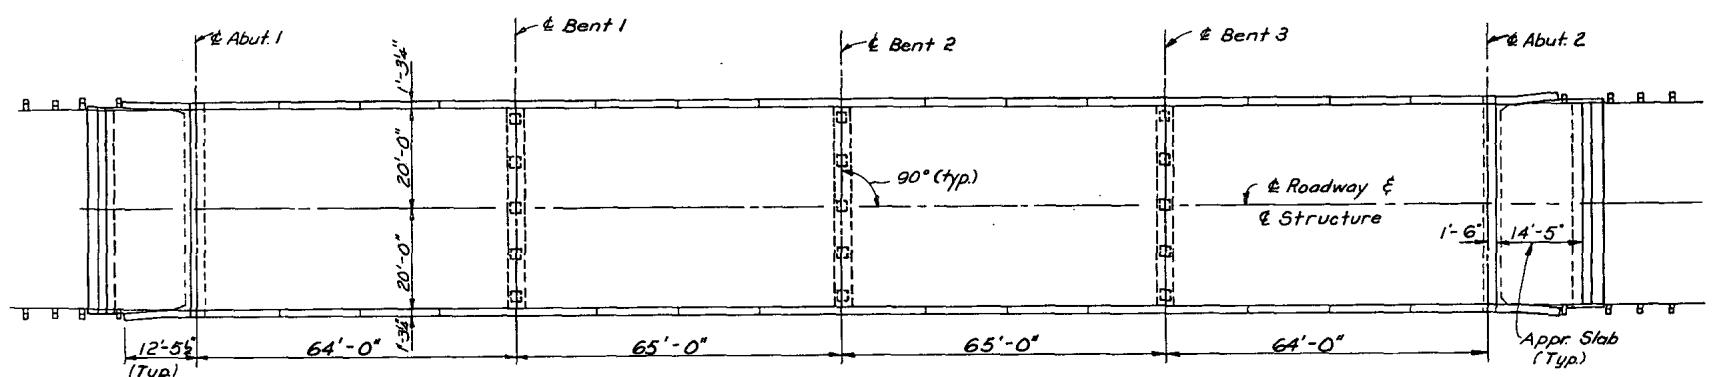 ℄ Abut. 1
℄ Bent 1
℄ Bent 2
℄ Bent 3
℄ Abut. 2
1'-3¼"
20'-0"
90° (typ.)
℄ Roadway &
℄ Structure
1'-6"
14'-5"
20'-0"
1'-3¼"
12'-5½"
(Typ.)
64'-0"
65'-0"
65'-0"
64'-0"
Appr. Slab
(Typ.)